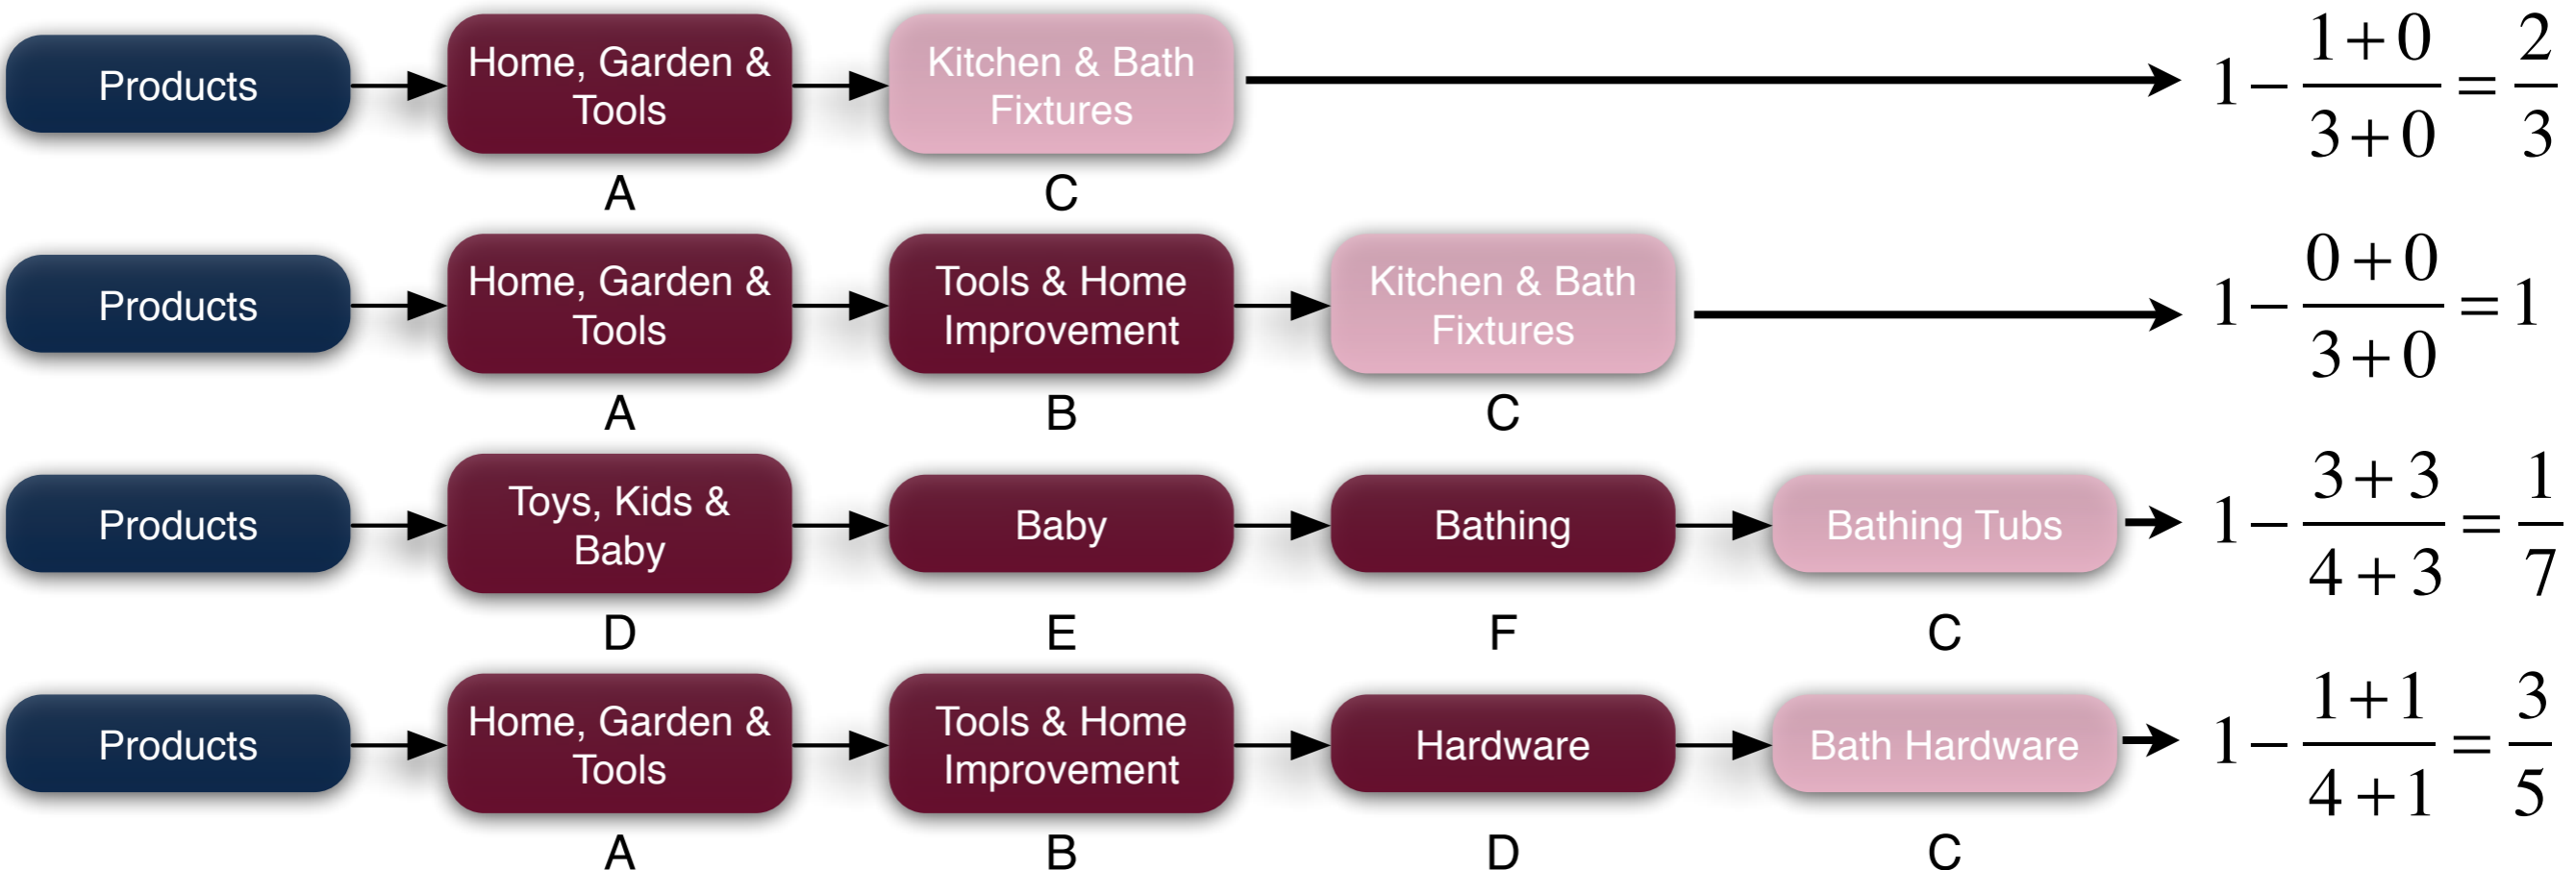 Products
Home, Garden &
Tools
A
Kitchen & Bath
Fixtures
C
1 - (1+0)/(3+0) = 2/3
Products
Home, Garden &
Tools
A
Tools & Home
Improvement
B
Kitchen & Bath
Fixtures
C
1 - (0+0)/(3+0) = 1
Products
Toys, Kids &
Baby
D
Baby
E
Bathing
F
Bathing Tubs
C
1 - (3+3)/(4+3) = 1/7
Products
Home, Garden &
Tools
A
Tools & Home
Improvement
B
Hardware
D
Bath Hardware
C
1 - (1+1)/(4+1) = 3/5